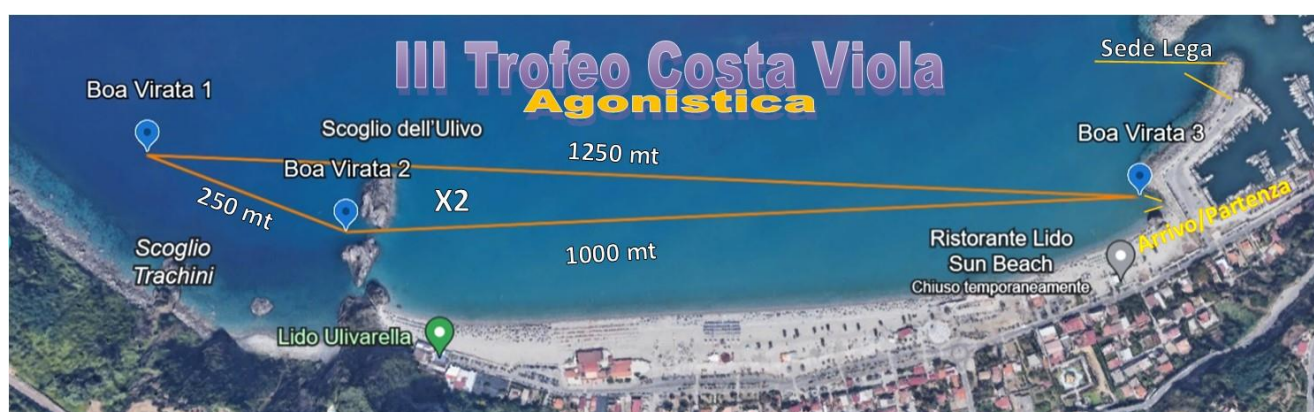 III Trofeo Costa Viola
Agonistica
Sede Lega
Boa Virata 1
Scoglio dell'Ulivo
Boa Virata 3
1250 mt
Boa Virata 2
X2
250 mt
Arrivo/Partenza
1000 mt
Scoglio
Trachini
Ristorante Lido
Sun Beach
Chiuso temporaneamente
Lido Ulivarella